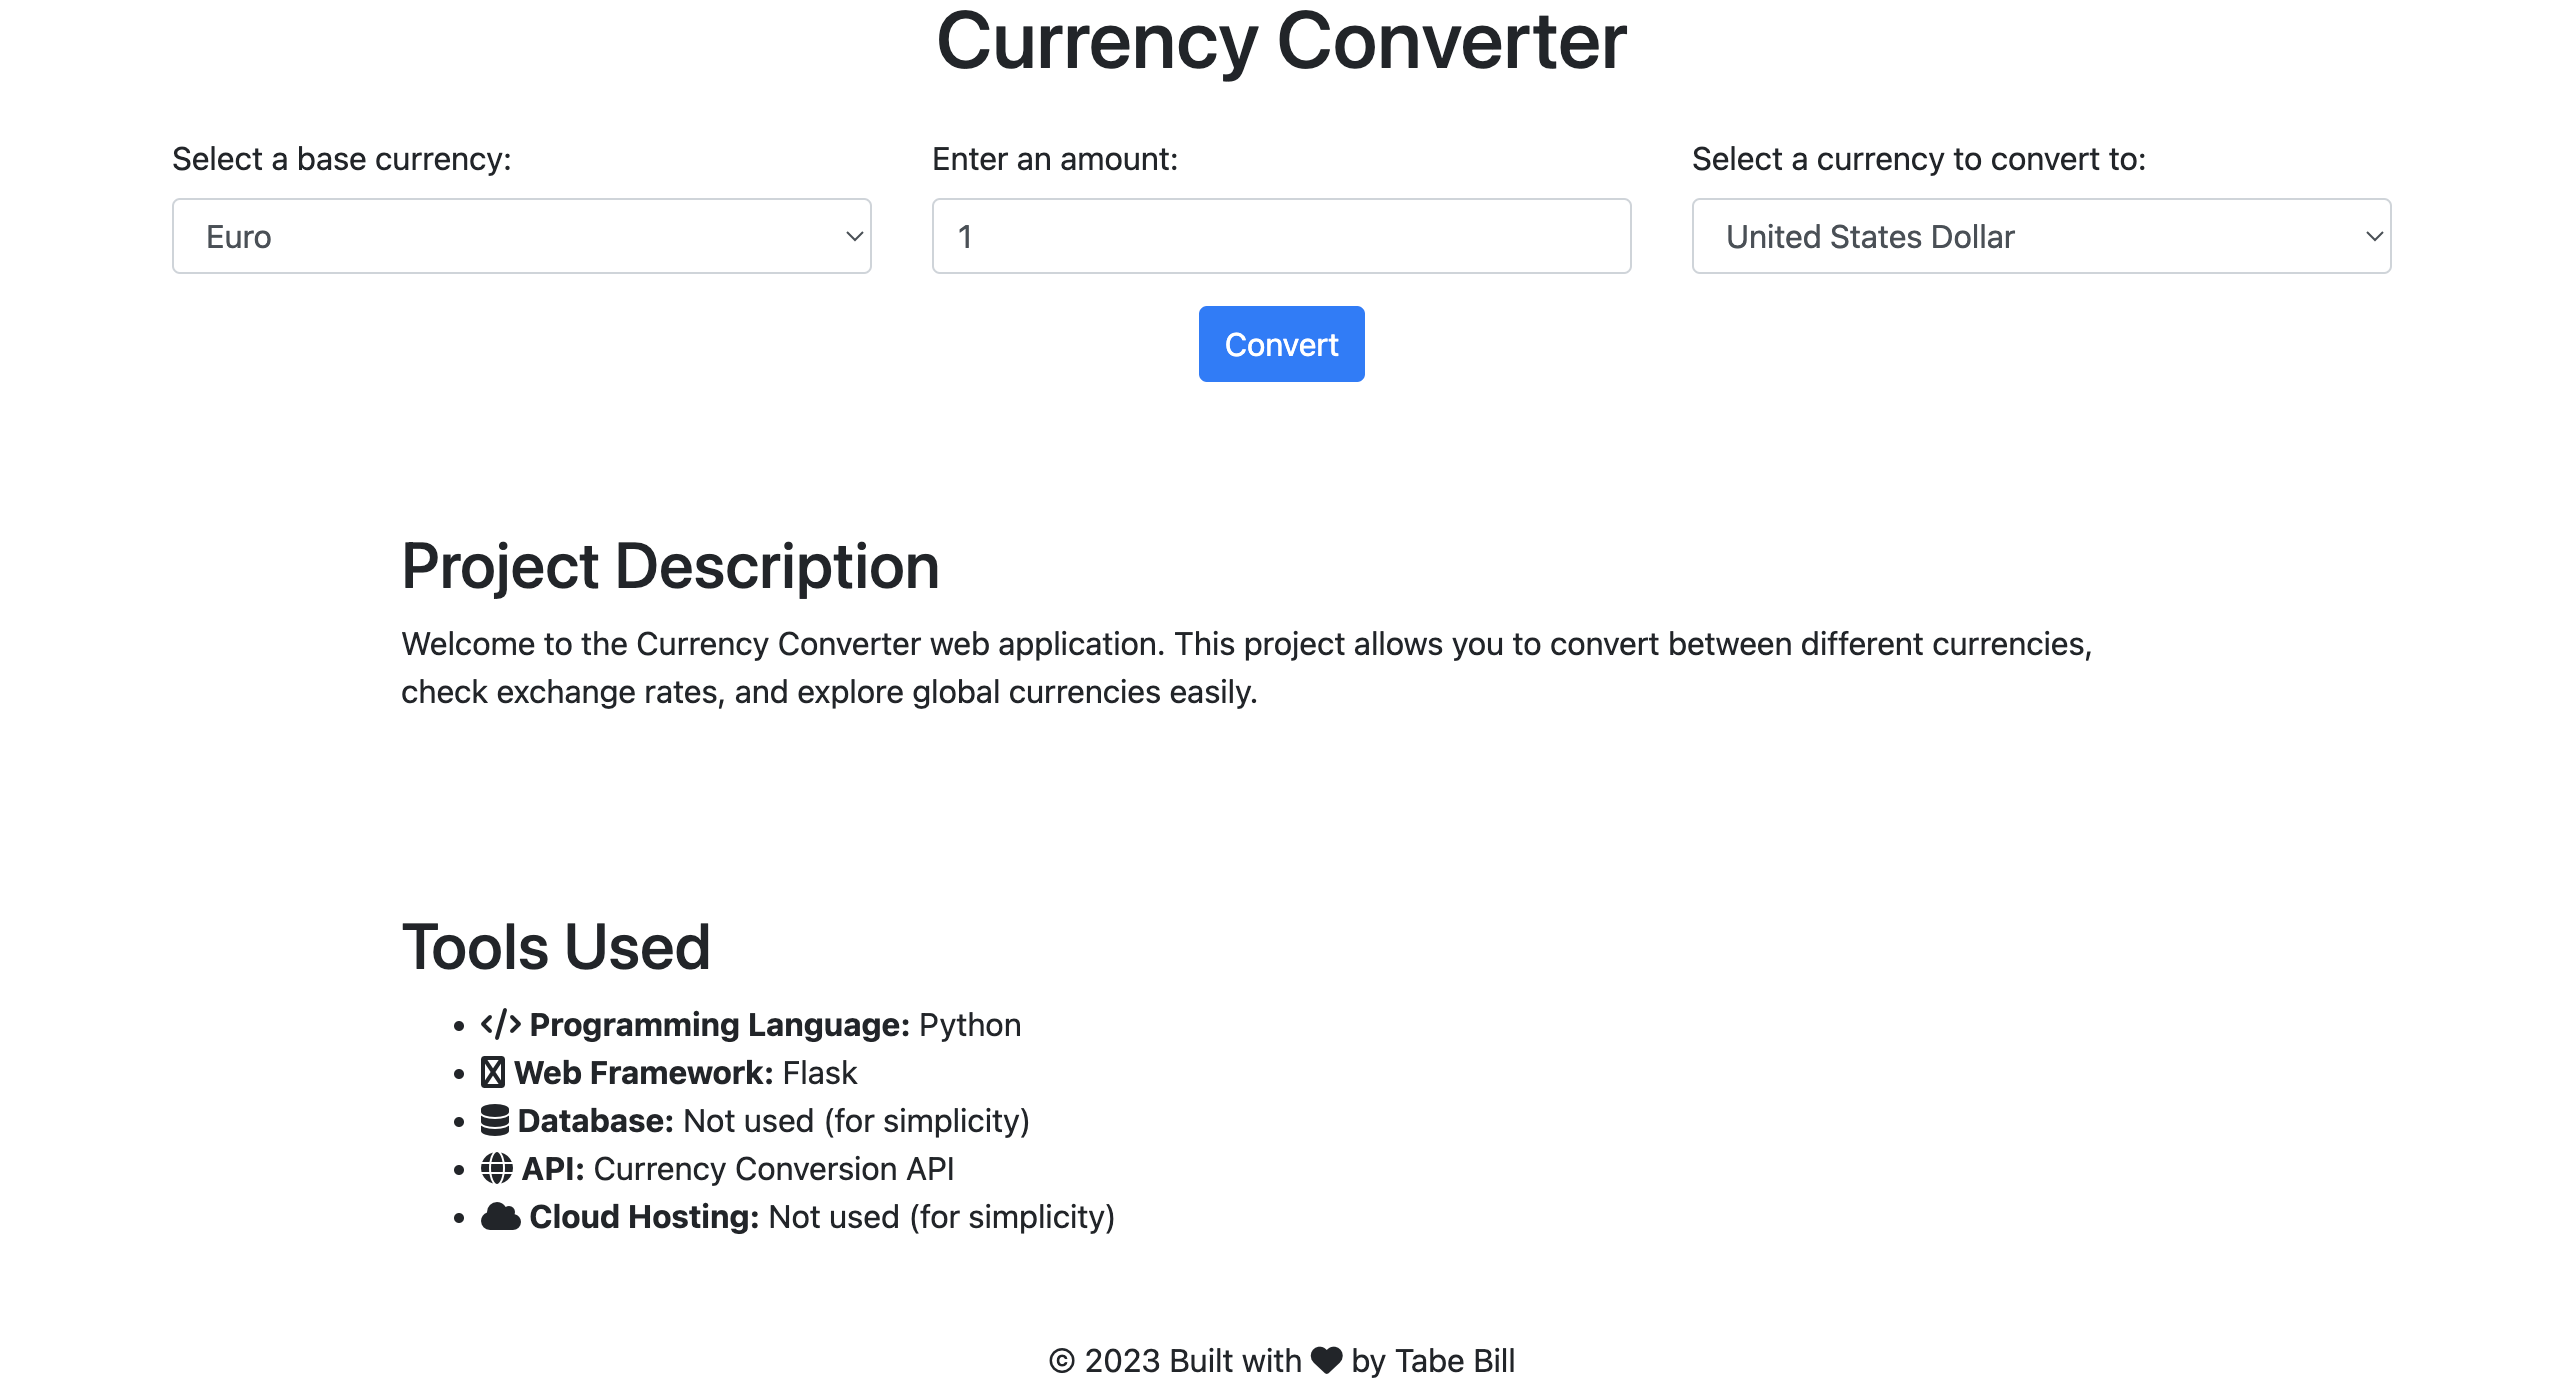 Currency Converter
Select a base currency:
Enter an amount:
Select a currency to convert to:
Euro
1
United States Dollar
Convert
Project Description
Welcome to the Currency Converter web application. This project allows you to convert between different currencies,
check exchange rates, and explore global currencies easily.
Tools Used
Programming Language: Python
Web Framework: Flask
Database: Not used (for simplicity)
API: Currency Conversion API
Cloud Hosting: Not used (for simplicity)
© 2023 Built with ♥ by Tabe Bill